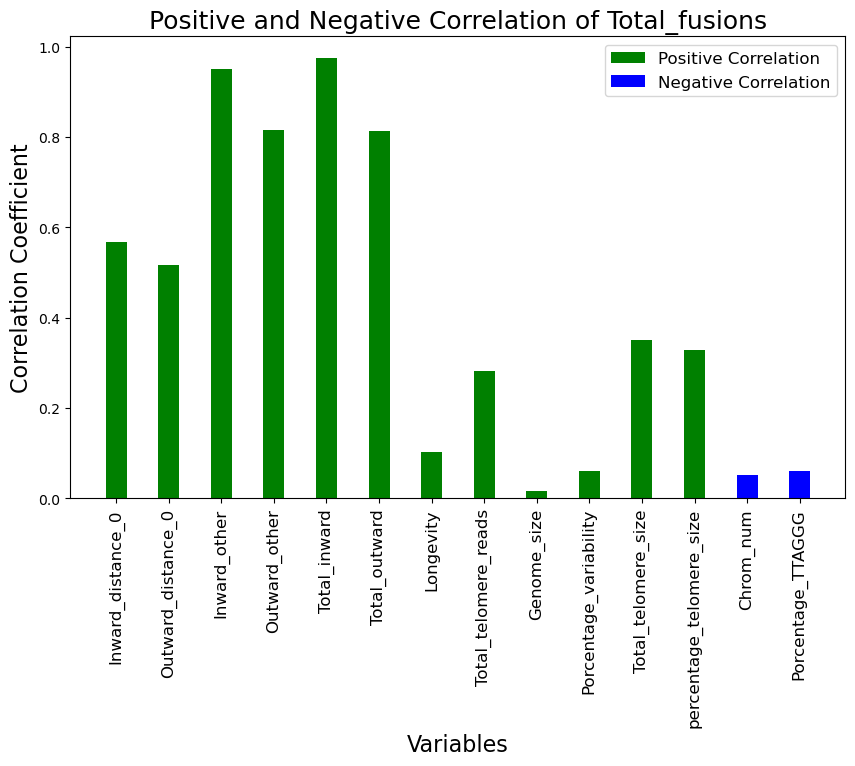 Positive and Negative Correlation of Total_fusions
Positive Correlation
Negative Correlation
Correlation Coefficient
1.0
0.8
0.6
0.4
0.2
0.0
Inward_distance_0
Outward_distance_0
Inward_other
Outward_other
Total_inward
Total_outward
Longevity
Total_telomere_reads
Genome_size
Porcentage_variability
Total_telomere_size
percentage_telomere_size
Chrom_num
Porcentage_TTAGGG
Variables